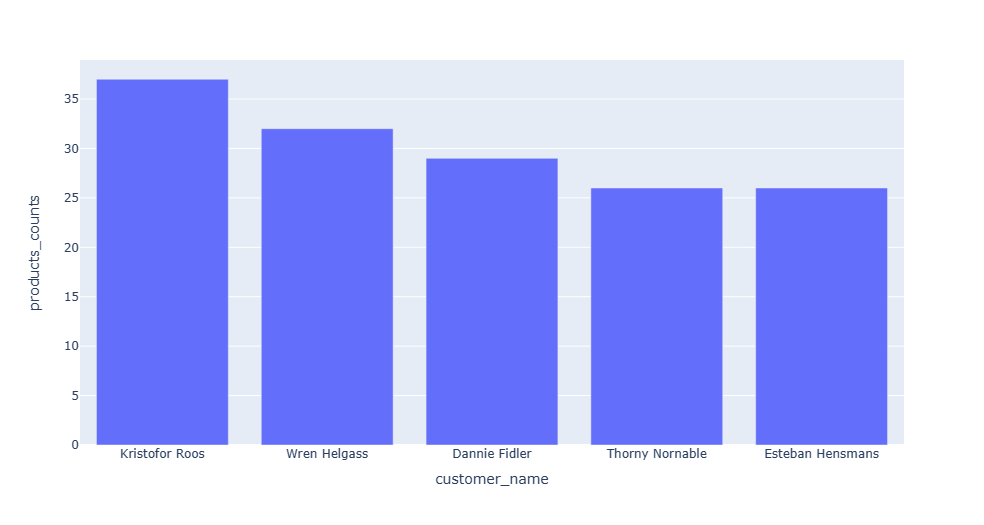 35
30
25
20
15
10
5
0
products_counts
Kristofor Roos
Wren Helgass
Dannie Fidler
Thorny Nornable
Esteban Hensmans
customer_name